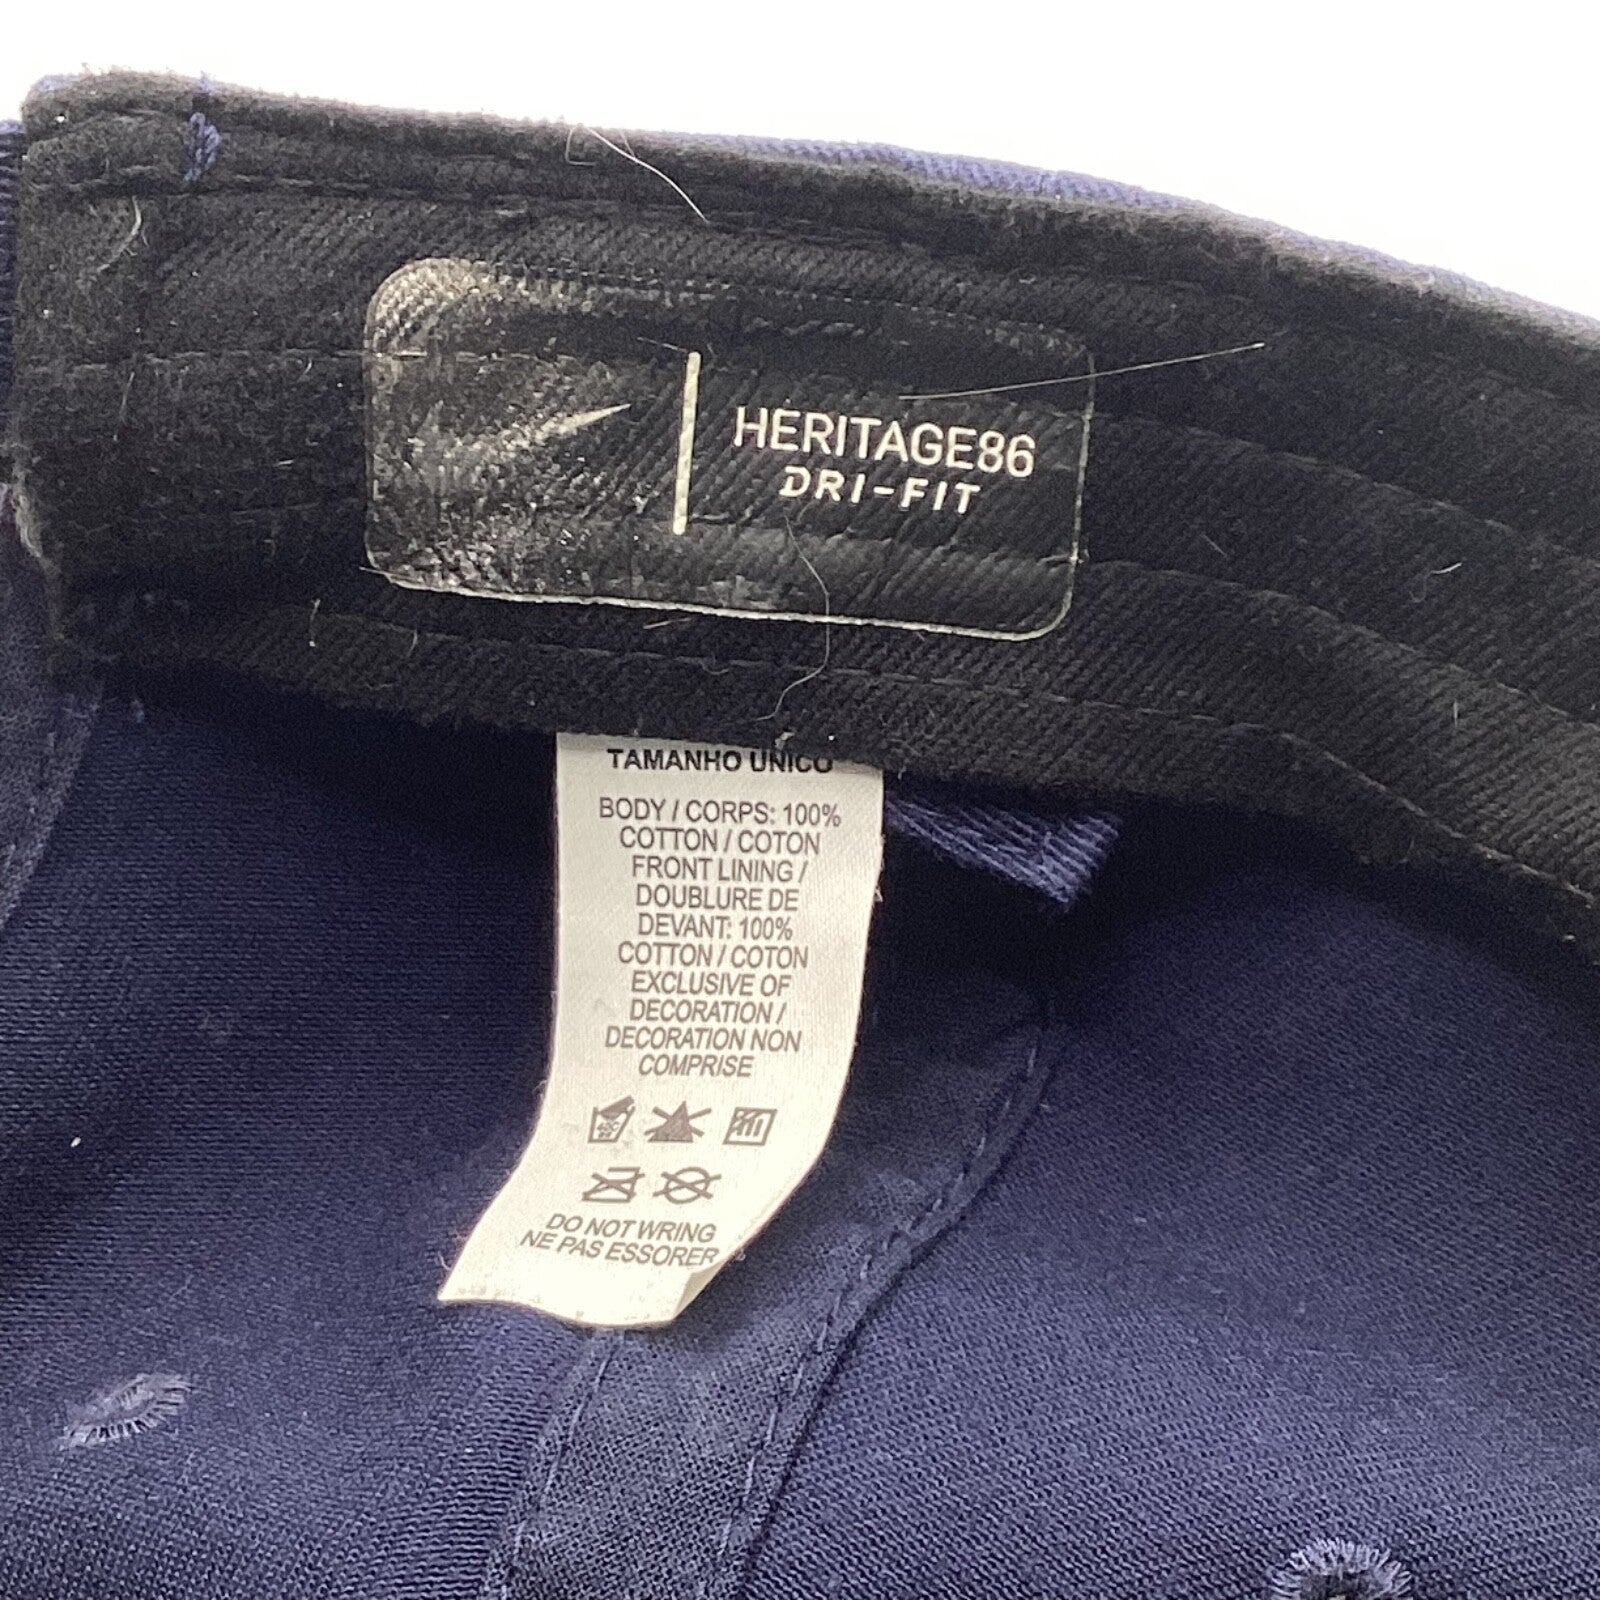 HERITAGE86
DRI-FIT
TAMANHO UNICO
BODY / CORPS: 100%
COTTON / COTON
FRONT LINING /
DOUBLURE DE
DEVANT: 100%
COTTON / COTON
EXCLUSIVE OF
DECORATION /
DECORATION NON
COMPRISE
DO NOT WRING
NE PAS ESSORER